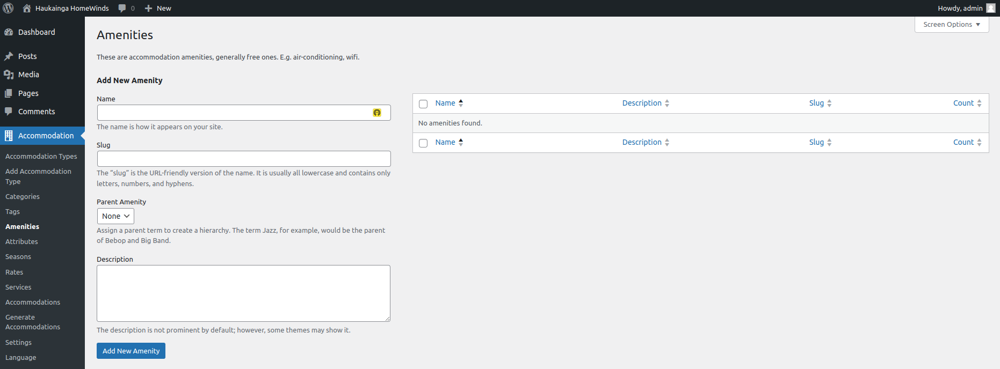 Haukainga HomeWinds 0 New Howdy, admin
Screen Options
Dashboard
Posts
Media
Pages
Comments
Accommodation
Accommodation Types
Add Accommodation
Type
Categories
Tags
Amenities
Attributes
Seasons
Rates
Services
Accommodations
Generate
Accommodations
Settings
Language
Amenities
These are accommodation amenities, generally free ones. E.g. air-conditioning, wifi.
Add New Amenity
Name
The name is how it appears on your site.
Slug
The “slug” is the URL-friendly version of the name. It is usually all lowercase and contains only
letters, numbers, and hyphens.
Parent Amenity
None
Assign a parent term to create a hierarchy. The term Jazz, for example, would be the parent
of Bebop and Big Band.
Description
The description is not prominent by default; however, some themes may show it.
Add New Amenity
Name Description Slug Count
No amenities found.
Name Description Slug Count